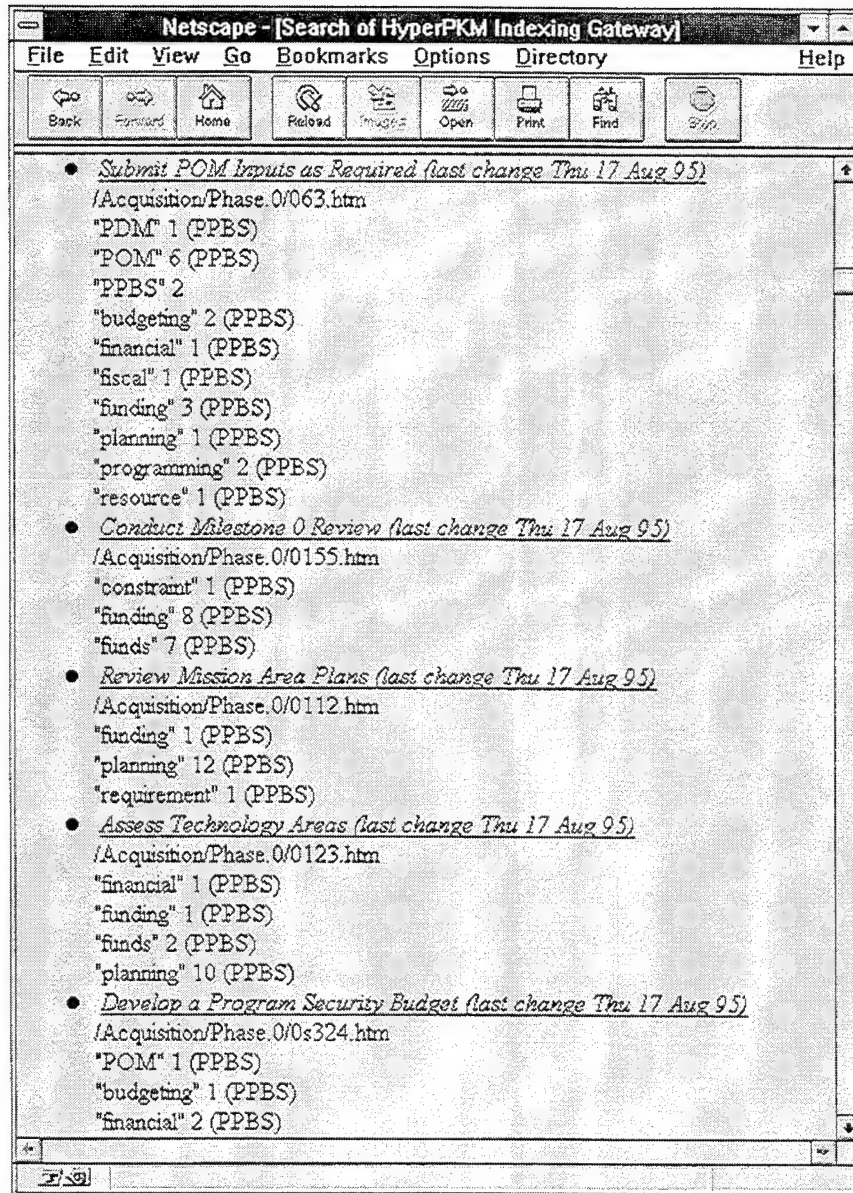 Netscape - [Search of HyperPKM Indexing Gateway]
File Edit View Go Bookmarks Options Directory Help
Back Forward Home Reload Images Open Print Find Stop
Submit POM Inputs as Required (last change Thu 17 Aug 95)
/Acquisition/Phase.0/063.htm
"PDM" 1 (PPBS)
"POM" 6 (PPBS)
"PPBS" 2
"budgeting" 2 (PPBS)
"financial" 1 (PPBS)
"fiscal" 1 (PPBS)
"funding" 3 (PPBS)
"planning" 1 (PPBS)
"programming" 2 (PPBS)
"resource" 1 (PPBS)
Conduct Milestone 0 Review (last change Thu 17 Aug 95)
/Acquisition/Phase.0/0155.htm
"constraint" 1 (PPBS)
"funding" 8 (PPBS)
"funds" 7 (PPBS)
Review Mission Area Plans (last change Thu 17 Aug 95)
/Acquisition/Phase.0/0112.htm
"funding" 1 (PPBS)
"planning" 12 (PPBS)
"requirement" 1 (PPBS)
Assess Technology Areas (last change Thu 17 Aug 95)
/Acquisition/Phase.0/0123.htm
"financial" 1 (PPBS)
"funding" 1 (PPBS)
"funds" 2 (PPBS)
"planning" 10 (PPBS)
Develop a Program Security Budget (last change Thu 17 Aug 95)
/Acquisition/Phase.0/0s324.htm
"POM" 1 (PPBS)
"budgeting" 1 (PPBS)
"financial" 2 (PPBS)